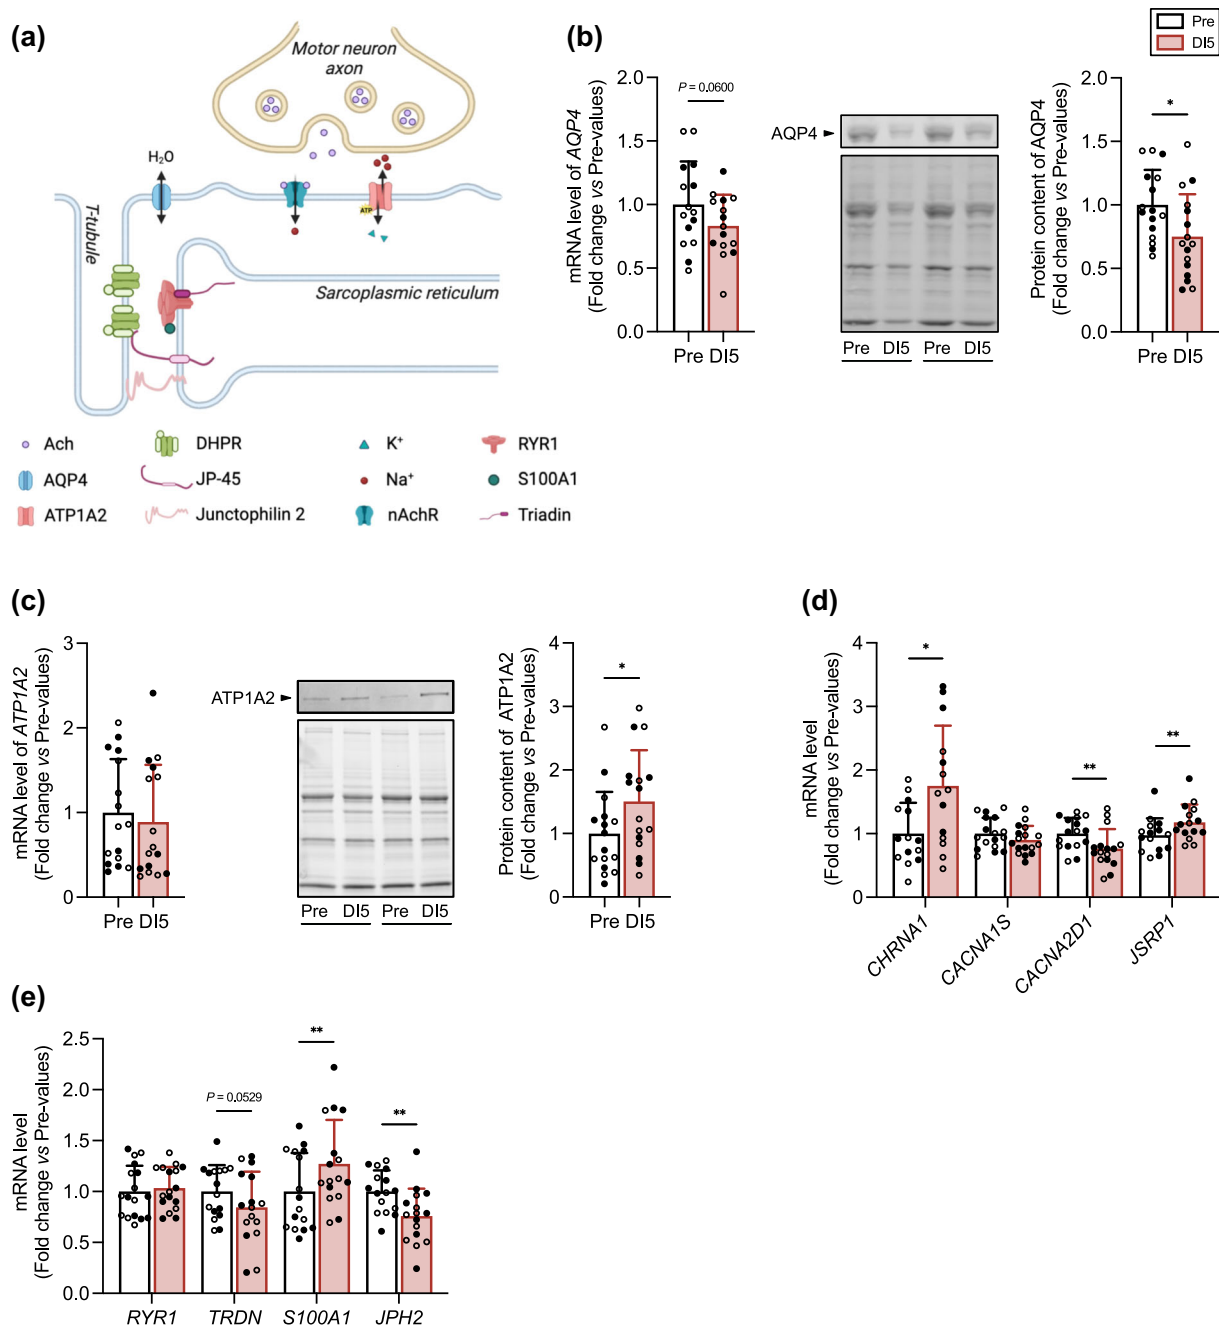 (a)
Motor neuron
axon
H₂O
ATP
T-tubule
Sarcoplasmic reticulum
Ach
DHPR
K⁺
RYR1
AQP4
JP-45
Na⁺
S100A1
ATP1A2
Junctophilin 2
nAchR
Triadin
(b)
Pre
DI5
mRNA level of AQP4
(Fold change vs Pre-values)
2.0
1.5
1.0
0.5
0.0
P = 0.0600
Pre DI5
AQP4
Pre DI5 Pre DI5
Protein content of AQP4
(Fold change vs Pre-values)
2.0
1.5
1.0
0.5
0.0
*
Pre DI5
(c)
mRNA level of ATP1A2
(Fold change vs Pre-values)
3
2
1
0
Pre DI5
ATP1A2
Pre DI5 Pre DI5
Protein content of ATP1A2
(Fold change vs Pre-values)
4
3
2
1
0
*
Pre DI5
(d)
mRNA level
(Fold change vs Pre-values)
4
3
2
1
0
*
**
**
CHRNA1
CACNA1S
CACNA2D1
JSRP1
(e)
mRNA level
(Fold change vs Pre-values)
2.5
2.0
1.5
1.0
0.5
0.0
P = 0.0529
**
**
RYR1 TRDN S100A1 JPH2